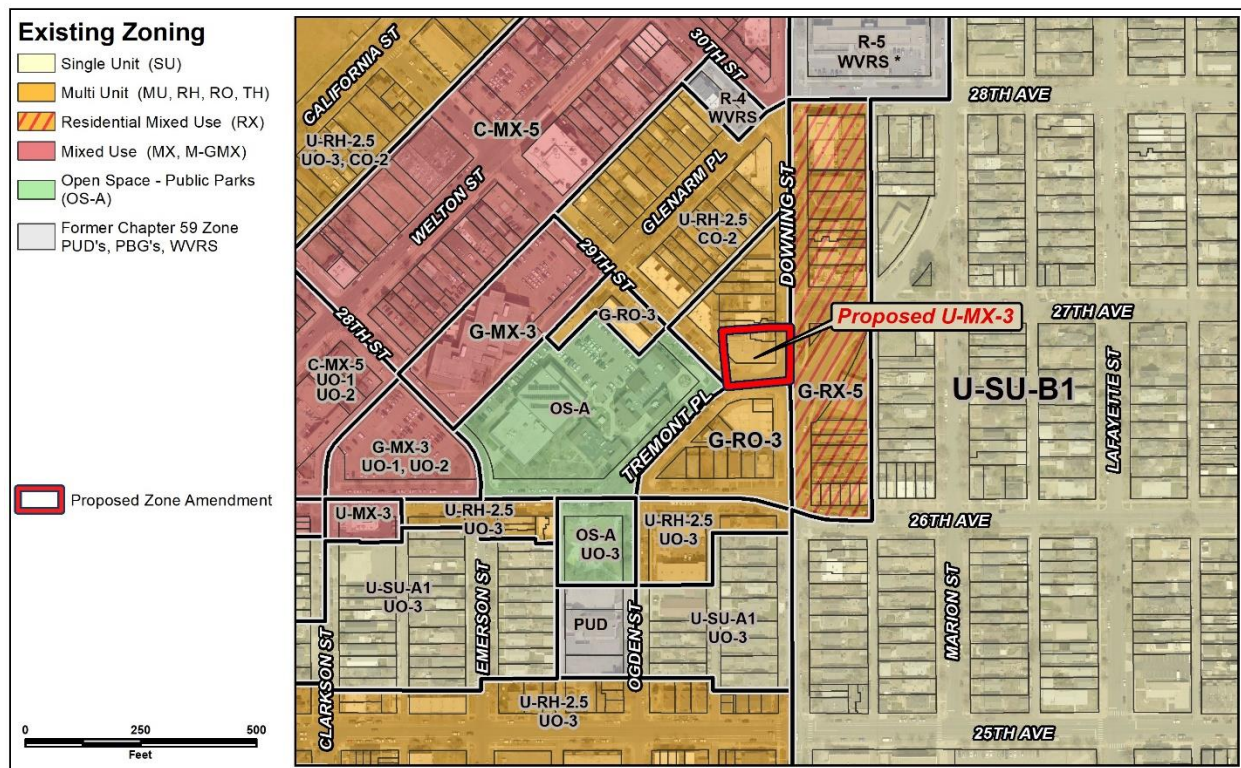 Existing Zoning
Single Unit (SU)
Multi Unit (MU, RH, RO, TH)
Residential Mixed Use (RX)
Mixed Use (MX, M-GMX)
Open Space - Public Parks
(OS-A)
Former Chapter 59 Zone
PUD's, PBG's, WVRS
Proposed Zone Amendment
0 250 500
Feet
CALIFORNIA ST
30TH ST
R-5
WVRS *
28TH AVE
R-4
WVRS
C-MX-5
U-RH-2.5
UO-3, CO-2
WELTON ST
GLENARM PL
DOWNING ST
U-RH-2.5
CO-2
29TH ST
27TH AVE
G-RO-3
Proposed U-MX-3
28TH ST
G-MX-3
C-MX-5
UO-1
UO-2
OS-A
TREMONT PL
G-RX-5
U-SU-B1
LAFAYETTE ST
G-RO-3
G-MX-3
UO-1, UO-2
U-MX-3
U-RH-2.5
UO-3
OS-A
UO-3
U-RH-2.5
UO-3
26TH AVE
U-SU-A1
UO-3
EMERSON ST
PUD
OGDEN ST
U-SU-A1
UO-3
MARION ST
CLARKSON ST
U-RH-2.5
UO-3
25TH AVE